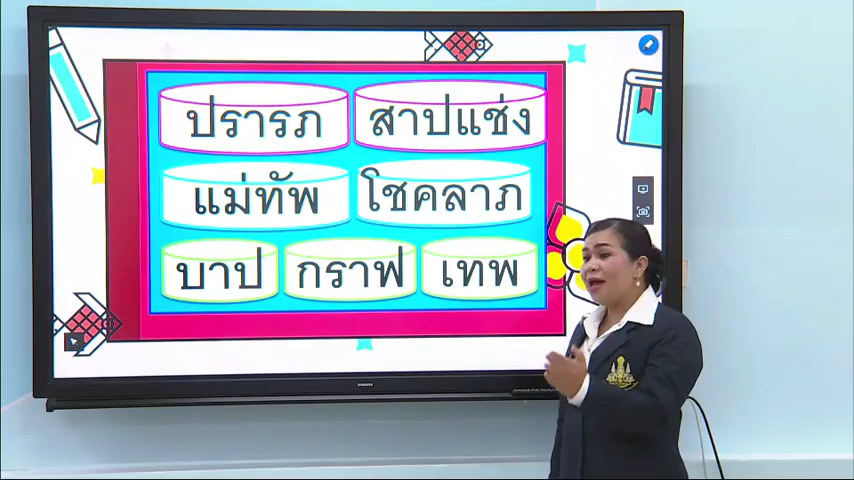 ปรารภ สาปแช่ง
แม่ทัพ โชคลาภ
บาป กราฟ เทพ
SAMSUNG